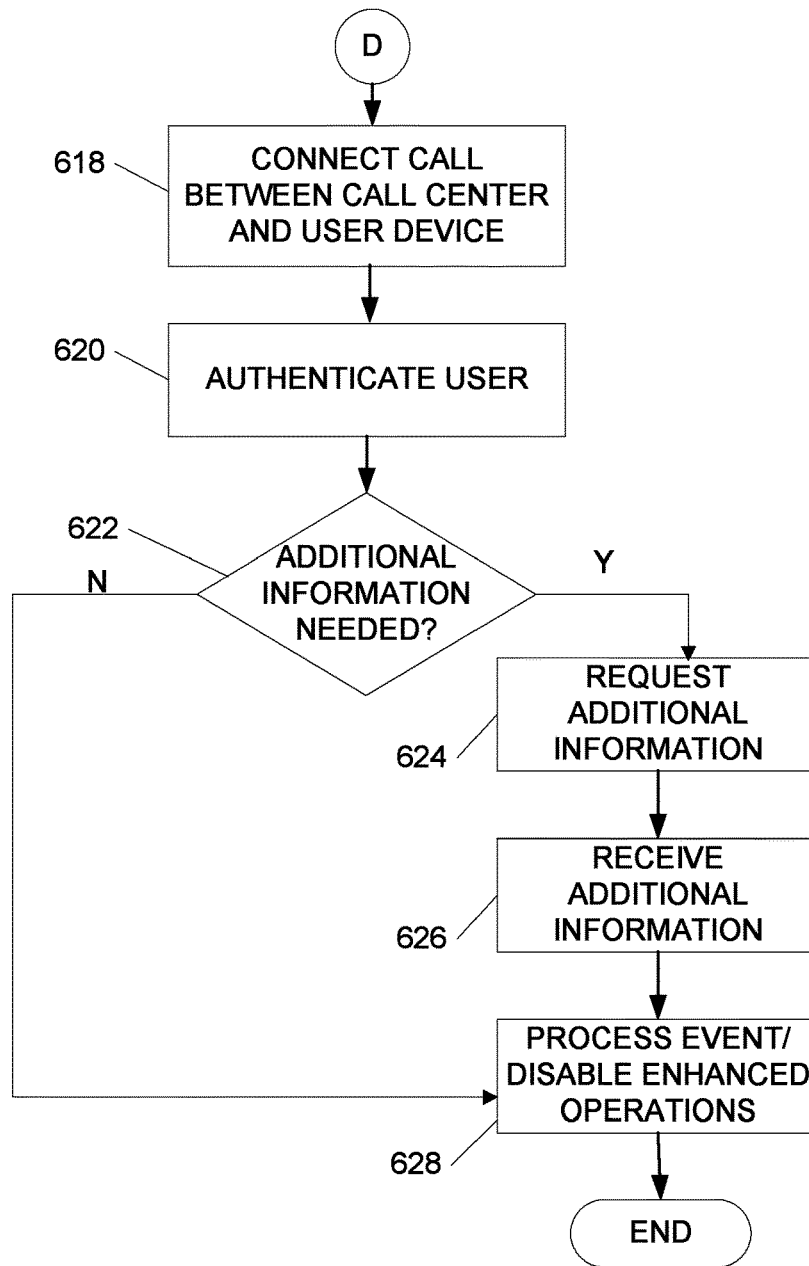 D
618
CONNECT CALL
BETWEEN CALL CENTER
AND USER DEVICE
620
AUTHENTICATE USER
622
ADDITIONAL
INFORMATION
NEEDED?
N
Y
REQUEST
ADDITIONAL
INFORMATION
624
RECEIVE
ADDITIONAL
INFORMATION
626
PROCESS EVENT/
DISABLE ENHANCED
OPERATIONS
628
END